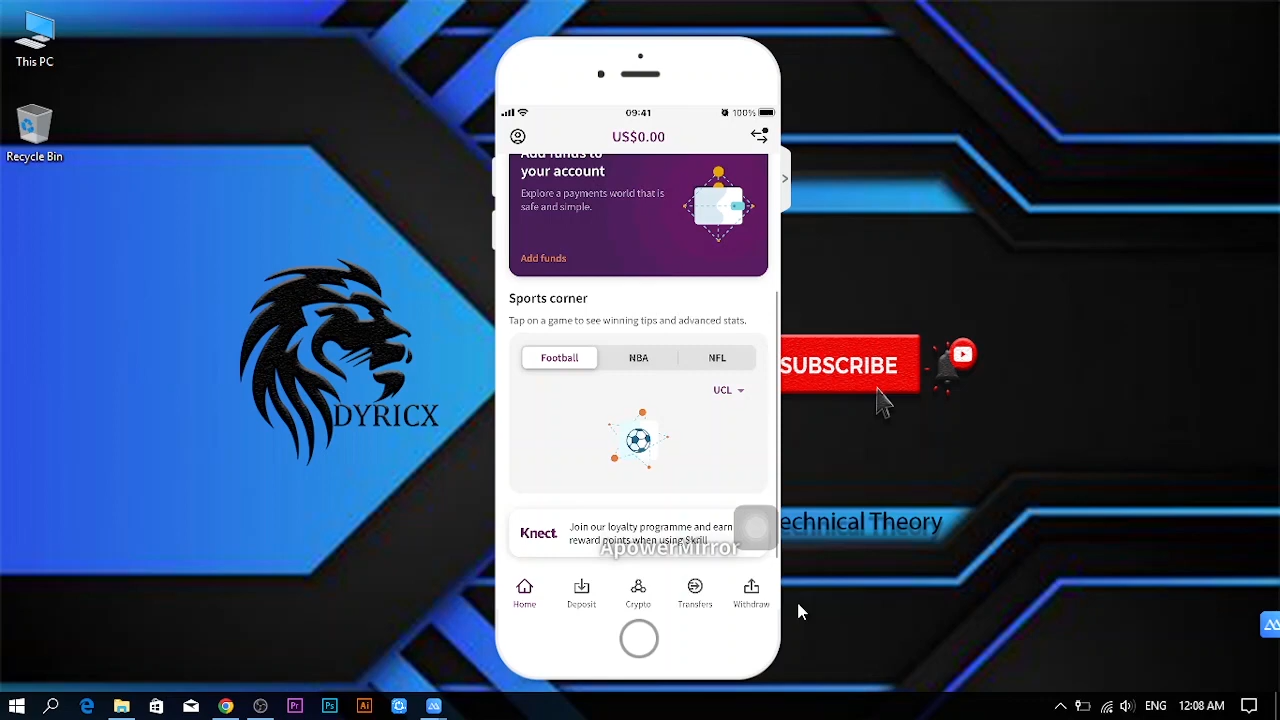 This PC
Recycle Bin
DYRICX
09:41
100%
US$0.00
Add funds to
your account
Explore a payments world that is
safe and simple.
Add funds
Sports corner
Tap on a game to see winning tips and advanced stats.
Football
NBA
NFL
UCL
Knect.
Join our loyalty programme and earn
reward points when using Skrill
ApowerMirror
Home
Deposit
Crypto
Transfers
Withdraw
SUBSCRIBE
echnical Theory
Pr
Ps
Ai
ENG
12:08 AM